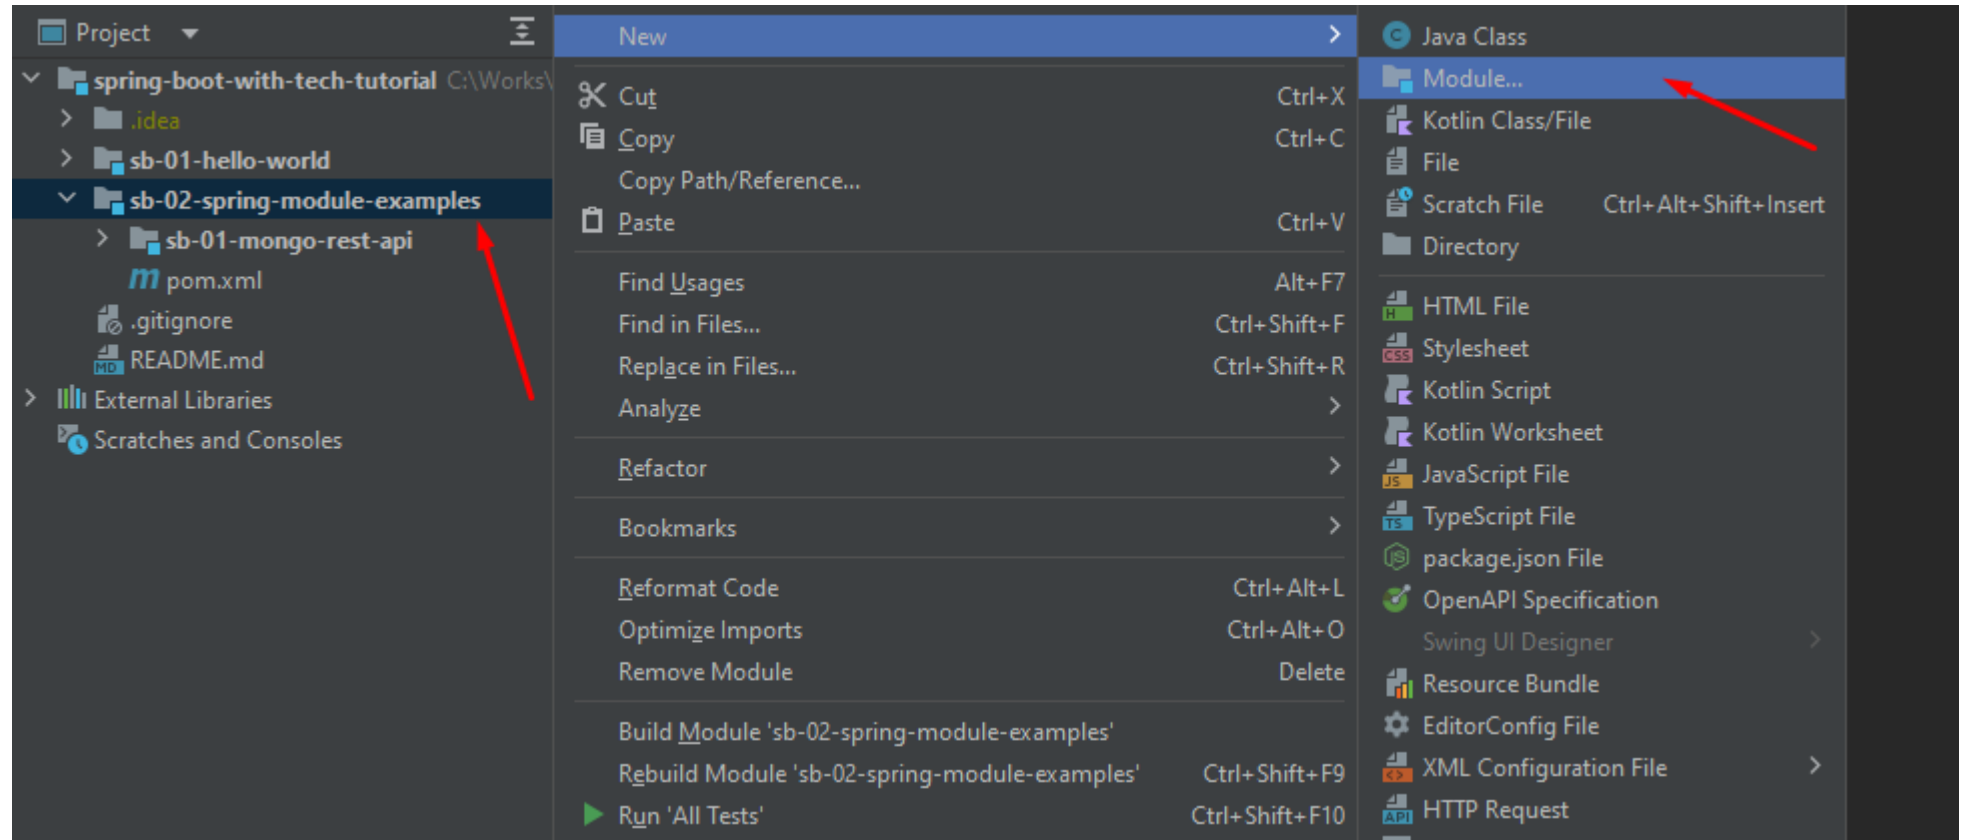 Project
spring-boot-with-tech-tutorial C:\Works\
.idea
sb-01-hello-world
sb-02-spring-module-examples
sb-01-mongo-rest-api
m pom.xml
.gitignore
MD README.md
External Libraries
Scratches and Consoles
New
Cut Ctrl+X
Copy Ctrl+C
Copy Path/Reference...
Paste Ctrl+V
Find Usages Alt+F7
Find in Files... Ctrl+Shift+F
Replace in Files... Ctrl+Shift+R
Analyze
Refactor
Bookmarks
Reformat Code Ctrl+Alt+L
Optimize Imports Ctrl+Alt+O
Remove Module Delete
Build Module 'sb-02-spring-module-examples'
Rebuild Module 'sb-02-spring-module-examples' Ctrl+Shift+F9
Run 'All Tests' Ctrl+Shift+F10
C Java Class
Module...
Kotlin Class/File
File
Scratch File Ctrl+Alt+Shift+Insert
Directory
H HTML File
CSS Stylesheet
Kotlin Script
Kotlin Worksheet
JS JavaScript File
TS TypeScript File
JS package.json File
OpenAPI Specification
Swing UI Designer
Resource Bundle
EditorConfig File
<> XML Configuration File
API HTTP Request